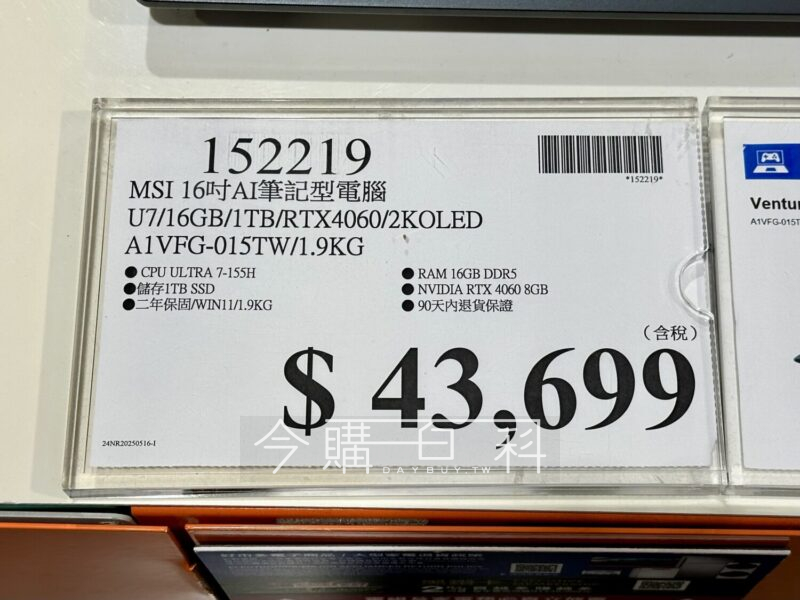 152219
*152219*
MSI 16吋AI筆記型電腦
U7/16GB/1TB/RTX4060/2KOLED
A1VFG-015TW/1.9KG
● CPU ULTRA 7-155H
● RAM 16GB DDR5
●儲存1TB SSD
● NVIDIA RTX 4060 8GB
●二年保固/WIN11/1.9KG
● 90天內退貨保證
(含稅)
$ 43,699
24NR20250516-I
今購百科
DAYBUY.TW
Ventur
A1VFG-015T